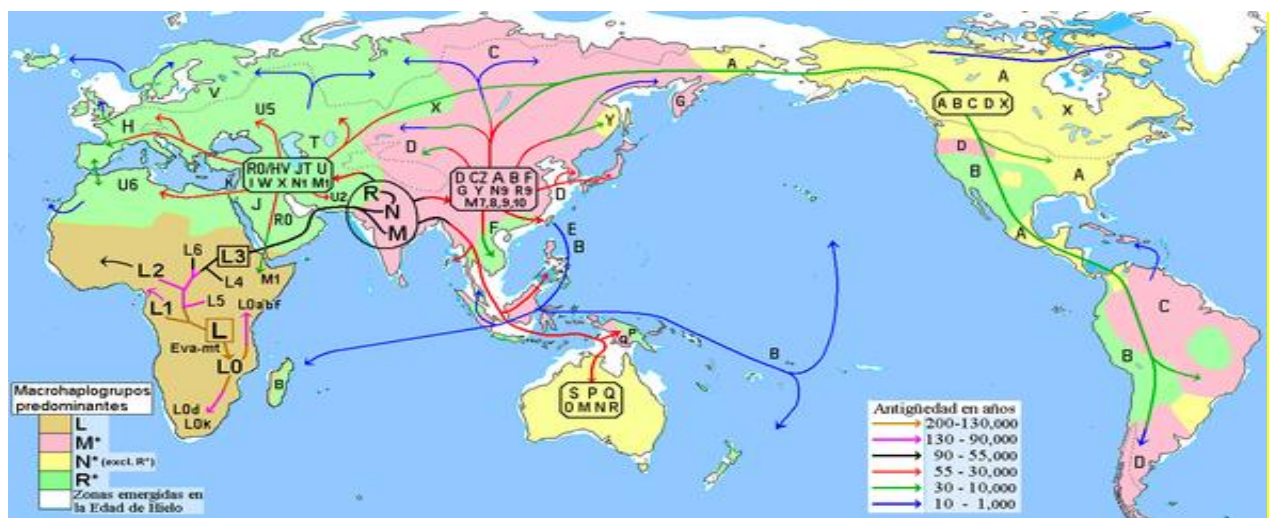 C
A
A
V
U5
X
G
A B C D X
X
H
T
Y
D
D
R0/HV JT U
I W X N1 M1
D CZ A B F
G Y N9 R9
M7,8,9,10
D
B
A
K
U6
U2
R
N
M
J
R0
F
E
B
A
L6
L3
L2
L4
M1
L5
L0abf
L1
L
Eva-mt
L0
C
B
B
P
Q
B
S P Q
O M N R
L0d
L0k
D
Macrohaplogrupos
predominantes
L
M*
N* (excl. R*)
R*
Zonas emergidas en
la Edad de Hielo
Antigüedad en años
200-130,000
130 - 90,000
90 - 55,000
55 - 30,000
30 - 10,000
10 - 1,000